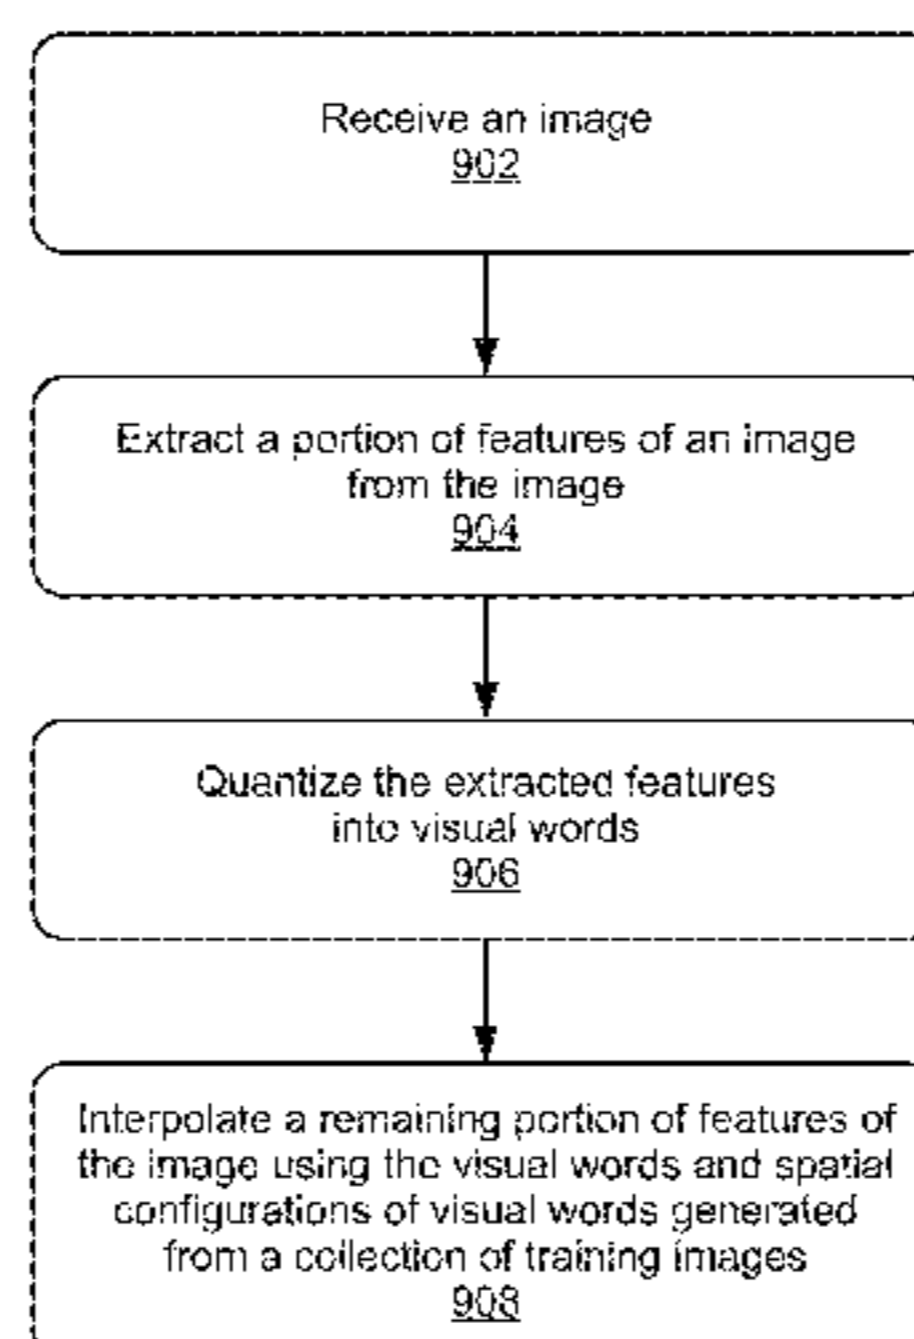 Receive an image
902
Extract a portion of features of an image
from the image
904
Quantize the extracted features
into visual words
906
Interpolate a remaining portion of features of
the image using the visual words and spatial
configurations of visual words generated
from a collection of training images
908